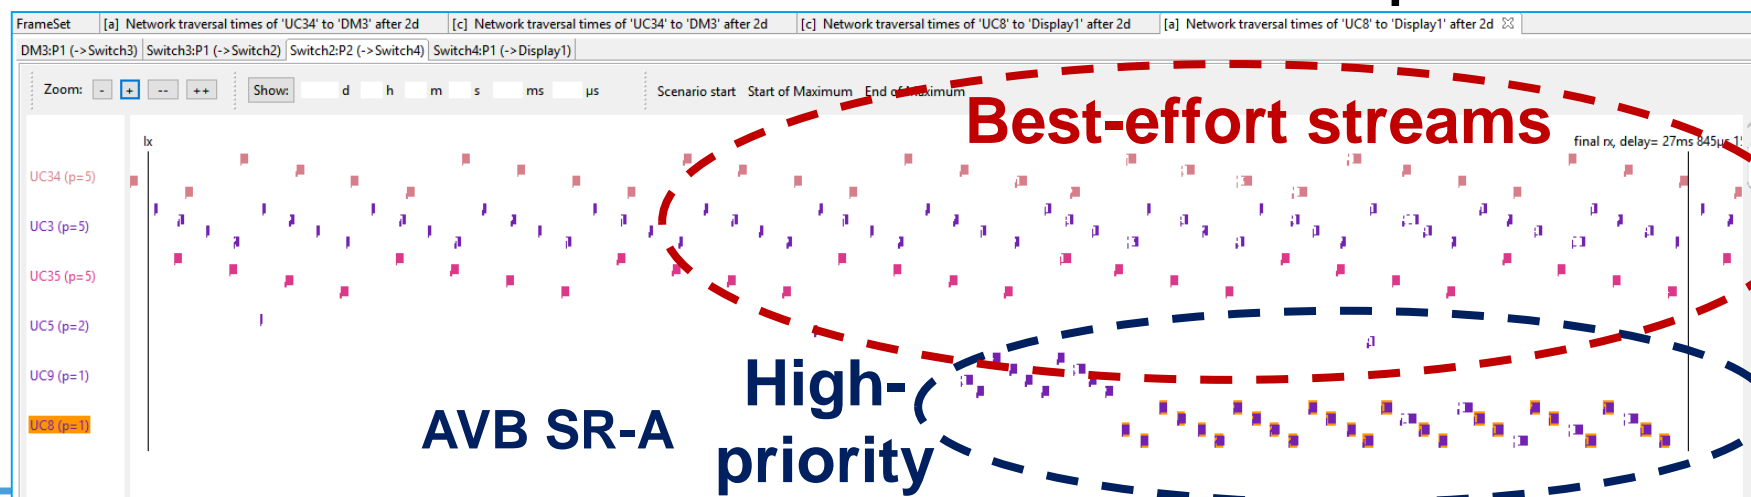 FrameSet [a] Network traversal times of 'UC34' to 'DM3' after 2d [c] Network traversal times of 'UC34' to 'DM3' after 2d [c] Network traversal times of 'UC8' to 'Display1' after 2d [a] Network traversal times of 'UC8' to 'Display1' after 2d
DM3:P1 (->Switch3) Switch3:P1 (->Switch2) Switch2:P2 (->Switch4) Switch4:P1 (->Display1)
Zoom: - + -- ++ Show: d h m s ms µs Scenario start Start of Maximum End of Maximum
Best-effort streams
final rx, delay= 27ms 845µs
UC34 (p=5)
UC3 (p=5)
UC35 (p=5)
UC5 (p=2)
UC9 (p=1)
UC8 (p=1)
AVB SR-A
High-
priority